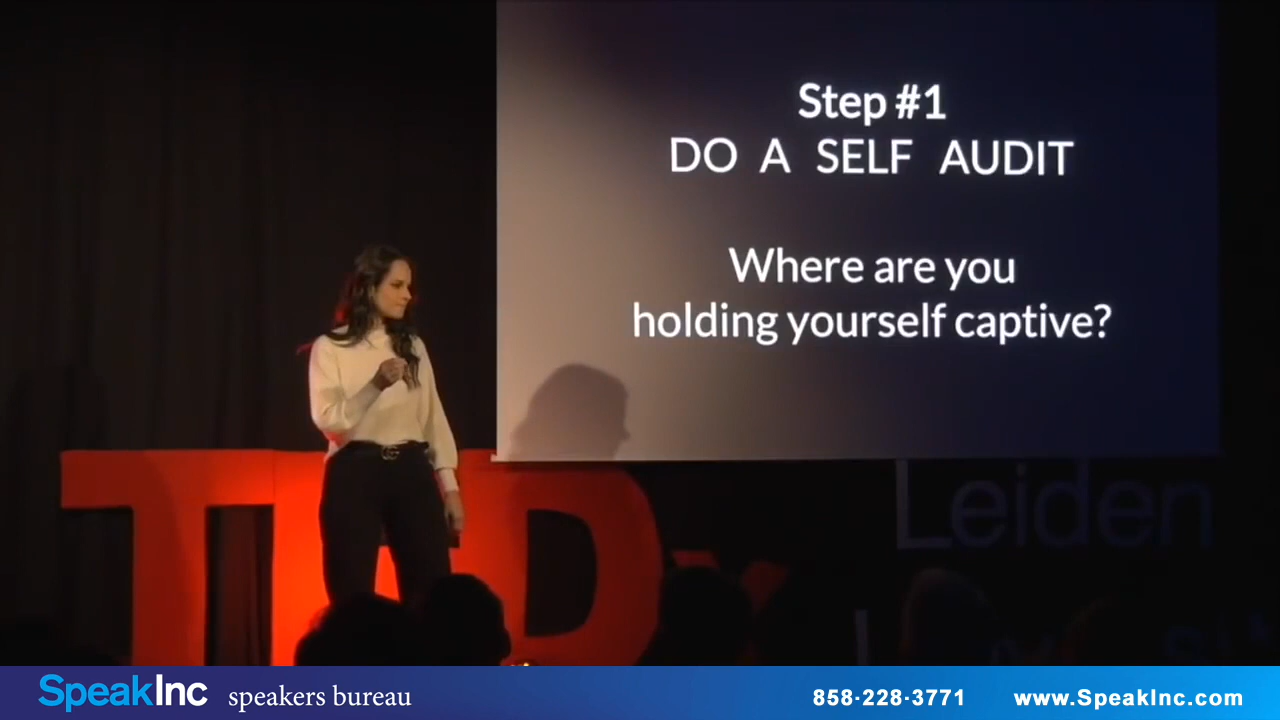 Step #1
DO A SELF AUDIT
Where are you
holding yourself captive?
TEDx
Leiden
SpeakInc speakers bureau
858-228-3771
www.SpeakInc.com